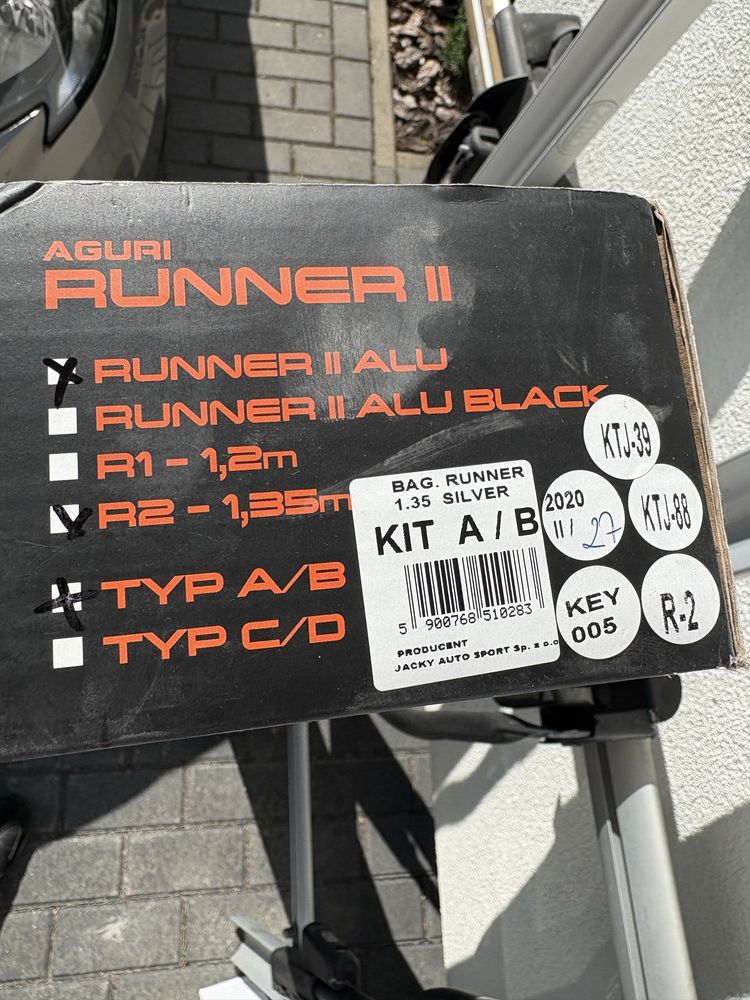 AGURI
RUNNER II
RUNNER II ALU
RUNNER II ALU BLACK
R1 - 1,2m
R2 - 1,35m
TYP A/B
TYP C/D
BAG. RUNNER
1.35 SILVER
KIT A / B
5 900768 510283
PRODUCENT
JACKY AUTO SPORT Sp. z o.o
KTJ-39
2020
II / 27
KTJ-88
KEY
005
R-2